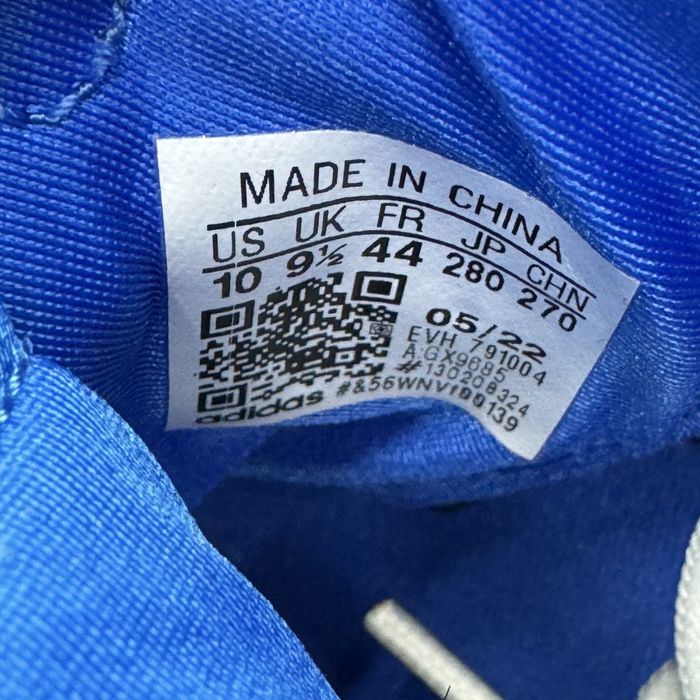 MADE IN CHINA
US UK FR JP CHN
10 9½ 44 280 270
05/22
EVH 791004
A:GX9685
#130208324
#&56WNVf00139
adidas